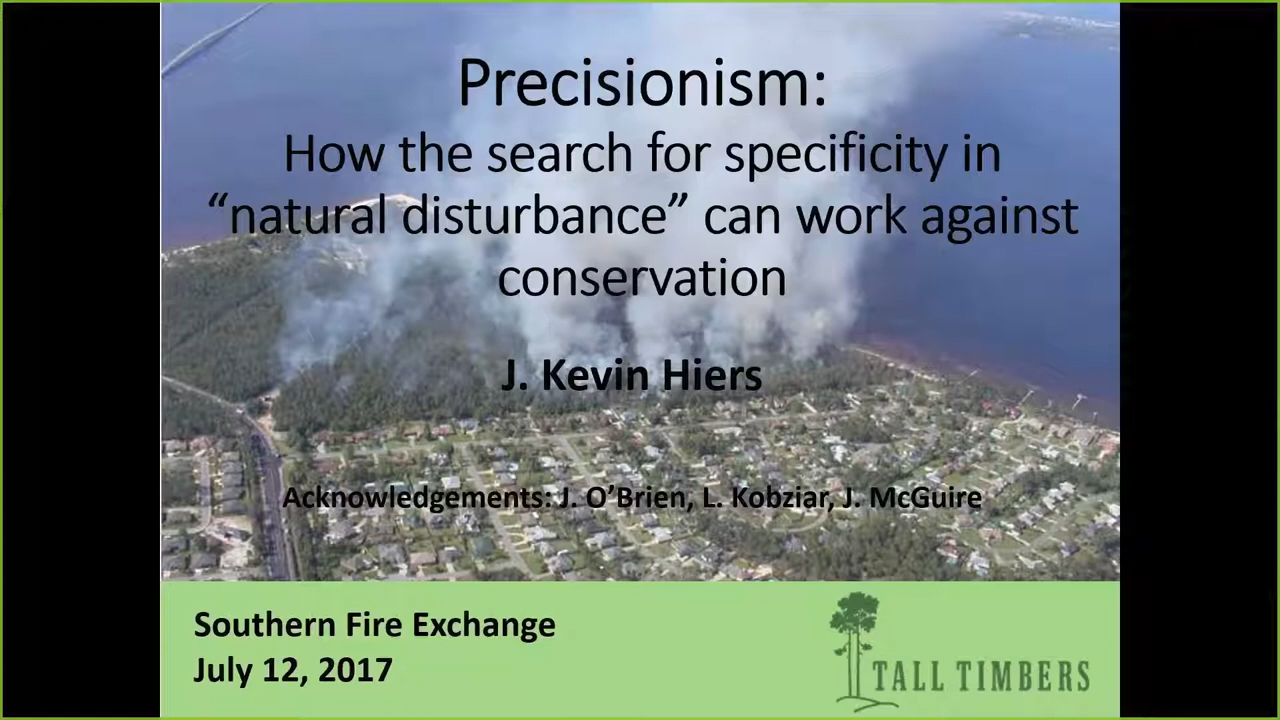 Precisionism:
How the search for specificity in
“natural disturbance” can work against
conservation
J. Kevin Hiers
Acknowledgements: J. O’Brien, L. Kobziar, J. McGuire
Southern Fire Exchange
July 12, 2017
TALL TIMBERS